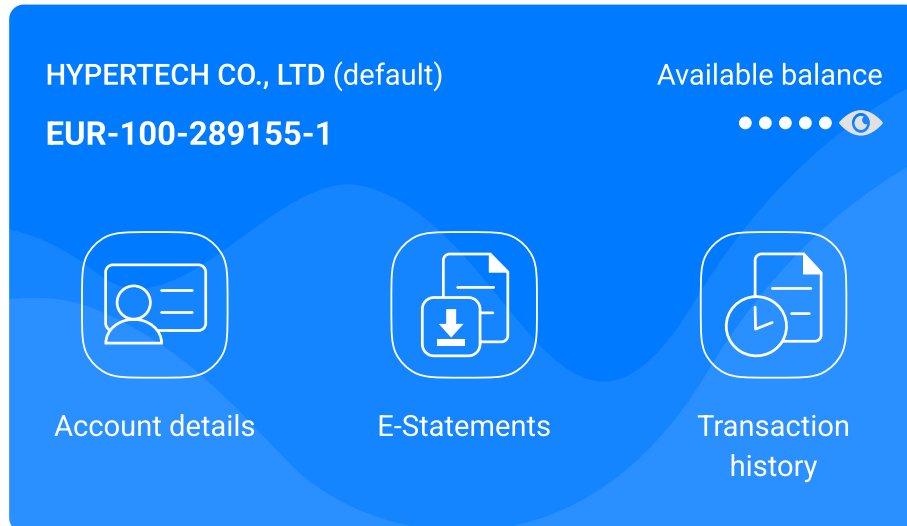 HYPERTECH CO., LTD (default)
Available balance
EUR-100-289155-1
Account details
E-Statements
Transaction
history